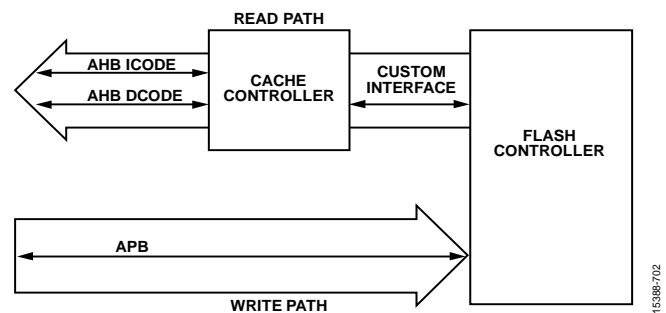 READ PATH
AHB ICODE
AHB DCODE
CACHE
CONTROLLER
CUSTOM
INTERFACE
FLASH
CONTROLLER
APB
WRITE PATH
15388-702